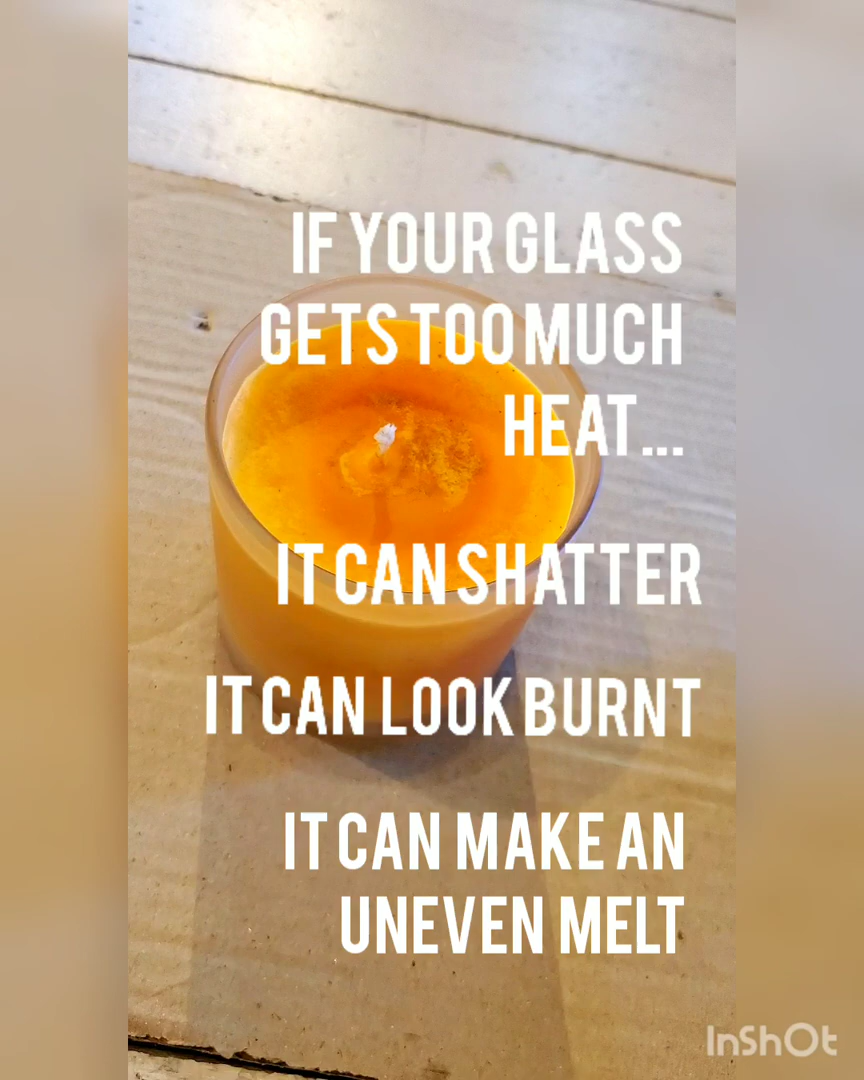 IF YOUR GLASS
GETS TOO MUCH
HEAT...
IT CAN SHATTER
IT CAN LOOK BURNT
IT CAN MAKE AN
UNEVEN MELT
InShOt